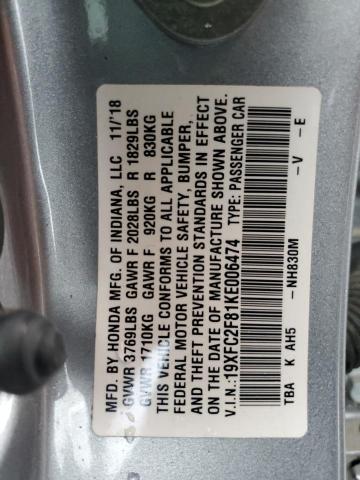 MFD. BY HONDA MFG. OF INDIANA, LLC 11/'18
GVWR 3769LBS GAWR F 2028LBS R 1829LBS
GVWR 1710KG GAWR F 920KG R 830KG
THIS VEHICLE CONFORMS TO ALL APPLICABLE
FEDERAL MOTOR VEHICLE SAFETY, BUMPER,
AND THEFT PREVENTION STANDARDS IN EFFECT
ON THE DATE OF MANUFACTURE SHOWN ABOVE.
V.I.N.: 19XFC2F81KE006474 TYPE: PASSENGER CAR
TBA K AH5 - NH830M - V - E